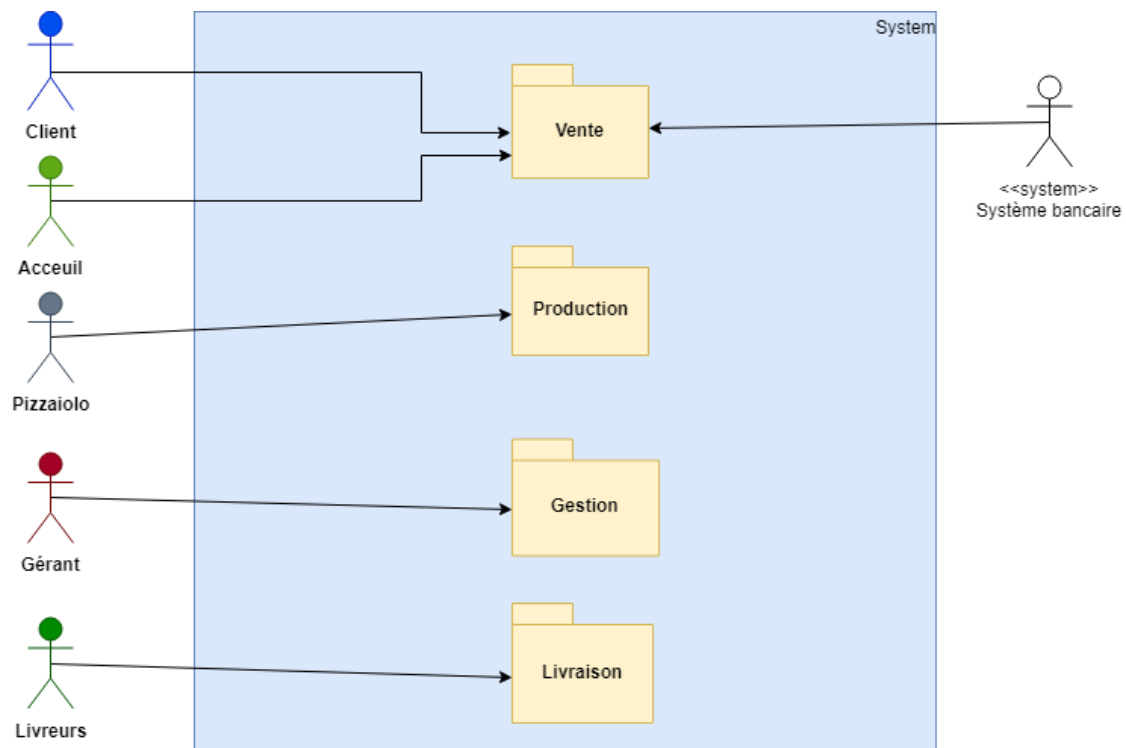 System
Client
Vente
<<system>>
Système bancaire
Acceuil
Production
Pizzaiolo
Gestion
Gérant
Livraison
Livreurs